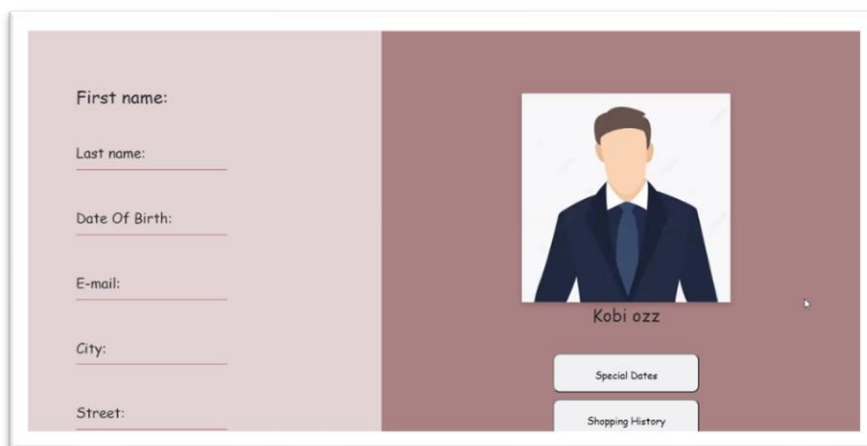 First name:
Last name:
Date Of Birth:
E-mail:
City:
Street:
Kobi ozz
Special Dates
Shopping History